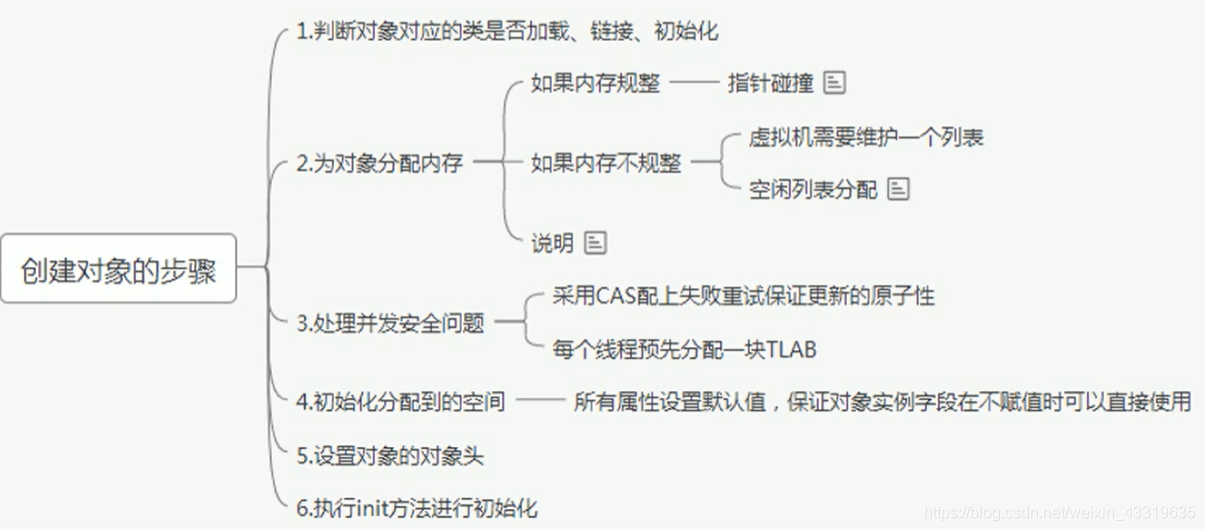 1.判断对象对应的类是否加载、链接、初始化
如果内存规整
指针碰撞
2.为对象分配内存
如果内存不规整
虚拟机需要维护一个列表
空闲列表分配
说明
创建对象的步骤
3.处理并发安全问题
采用CAS配上失败重试保证更新的原子性
每个线程预先分配一块TLAB
4.初始化分配到的空间
所有属性设置默认值，保证对象实例字段在不赋值时可以直接使用
5.设置对象的对象头
6.执行init方法进行初始化
https://blog.csdn.net/weixin_43319635